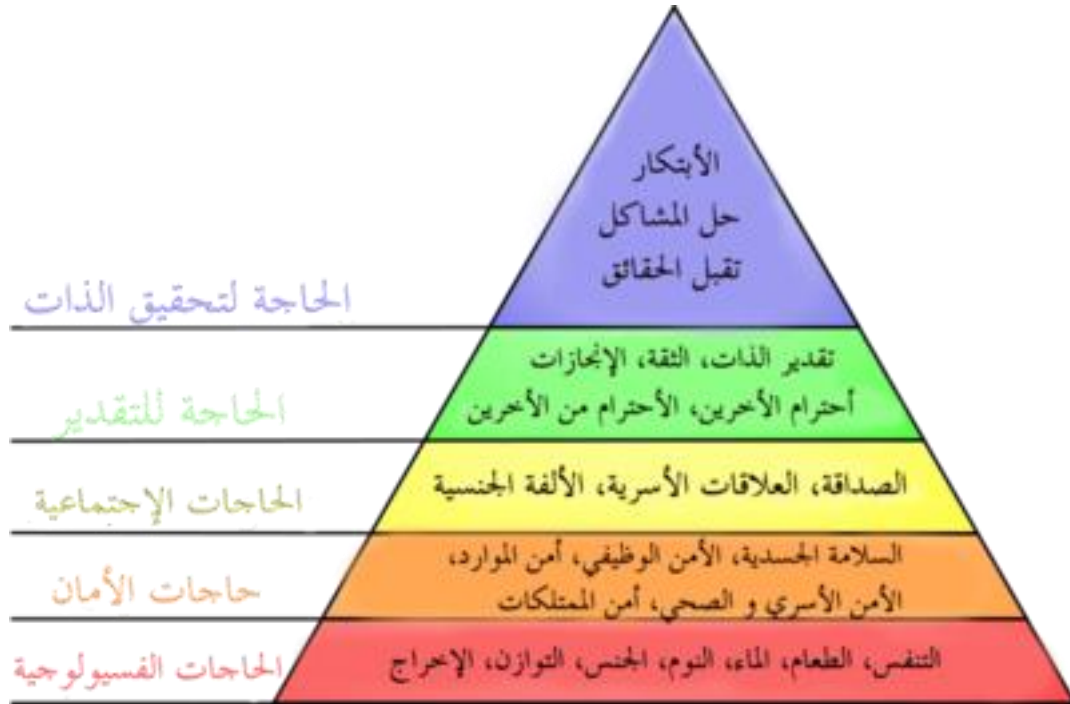 الأبتكار
حل المشاكل
تقبل الحقائق
الحاجة لتحقيق الذات
تقدير الذات، الثقة، الإنجازات
أحترام الأخرين، الأحترام من الأخرين
الحاجة للتقدير
الصداقة، العلاقات الأسرية، الألفة الجنسية
الحاجات الإجتماعية
السلامة الجسدية، الأمن الوظيفي، أمن الموارد،
الأمن الأسري و الصحي، أمن الممتلكات
حاجات الأمان
التنفس، الطعام، الماء، النوم، الجنس، التوازن، الإخراج
الحاجات الفسيولوجية